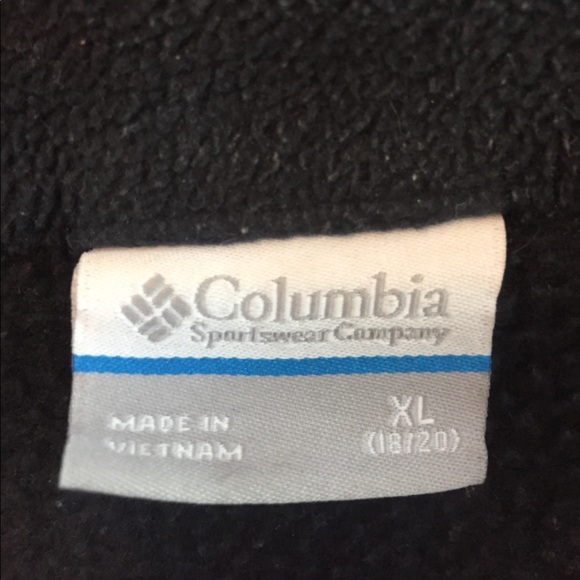 Columbia
Sportswear Company
MADE IN
VIETNAM
XL
(18/20)